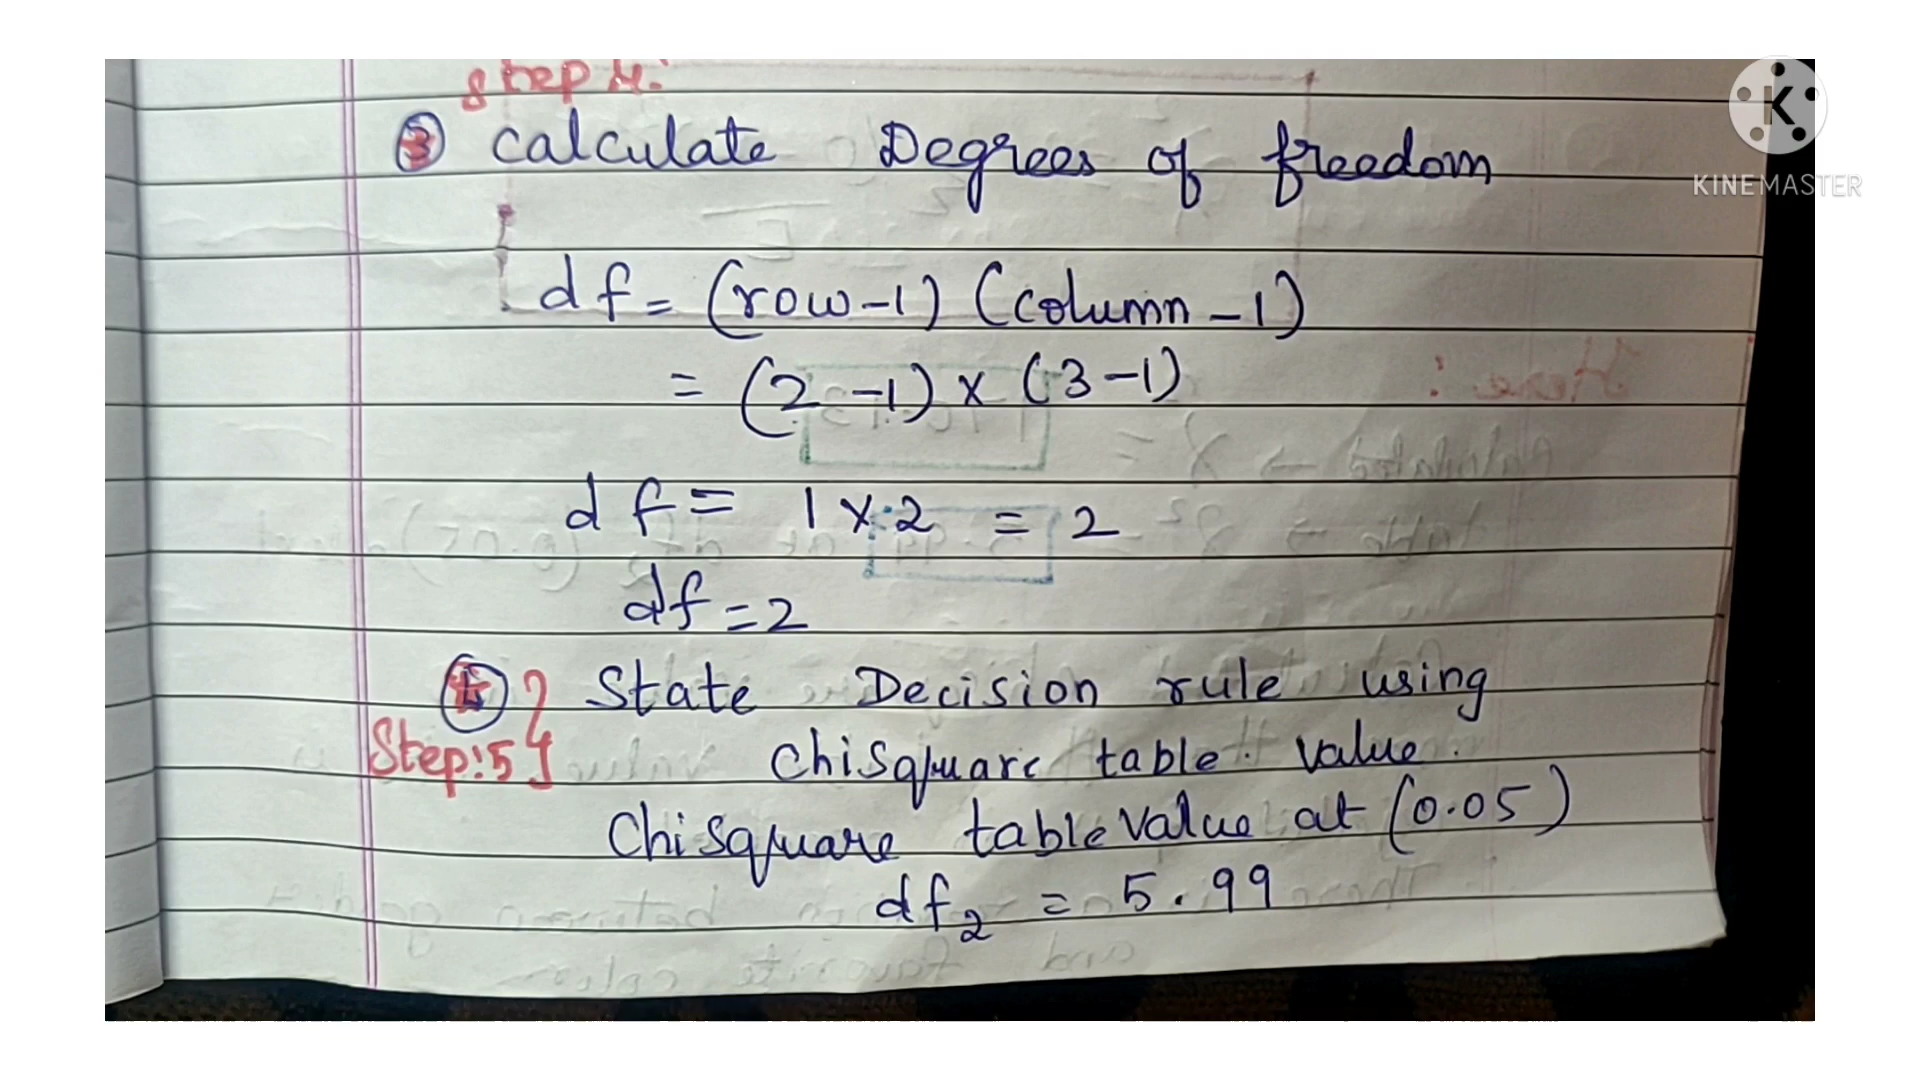 Step 4:
③ Calculate Degrees of freedom
df = (row-1) (column-1)
= (2-1) x (3-1)
df = 1 x 2 = 2
df = 2
④ State Decision rule using
Step:5
chisquare table value.
Chisquare table value at (0.05)
df₂ = 5.99
KINEMASTER